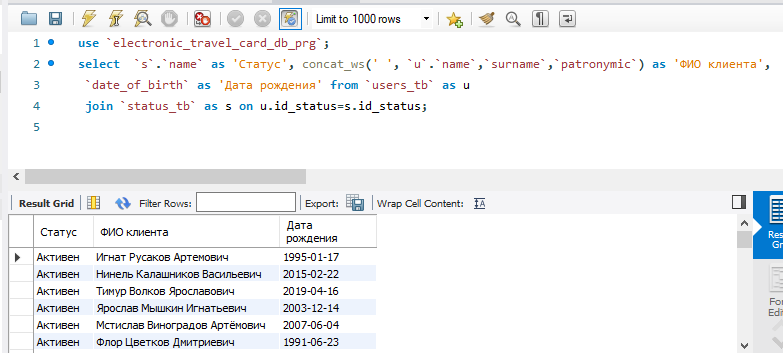 Limit to 1000 rows
1 use `electronic_travel_card_db_prg`;
2 select `s`.`name` as 'Статус', concat_ws(' ', `u`.`name`,`surname`,`patronymic`) as 'ФИО клиента',
3 `date_of_birth` as 'Дата рождения' from `users_tb` as u
4 join `status_tb` as s on u.id_status=s.id_status;
5
Result Grid Filter Rows: Export: Wrap Cell Content:
Статус ФИО клиента Дата
рождения
Активен Игнат Русаков Артемович 1995-01-17
Активен Нинель Калашников Васильевич 2015-02-22
Активен Тимур Волков Ярославович 2019-04-16
Активен Ярослав Мышкин Игнатьевич 2003-12-14
Активен Мстислав Виноградов Артёмович 2007-06-04
Активен Флор Цветков Дмитриевич 1991-06-23